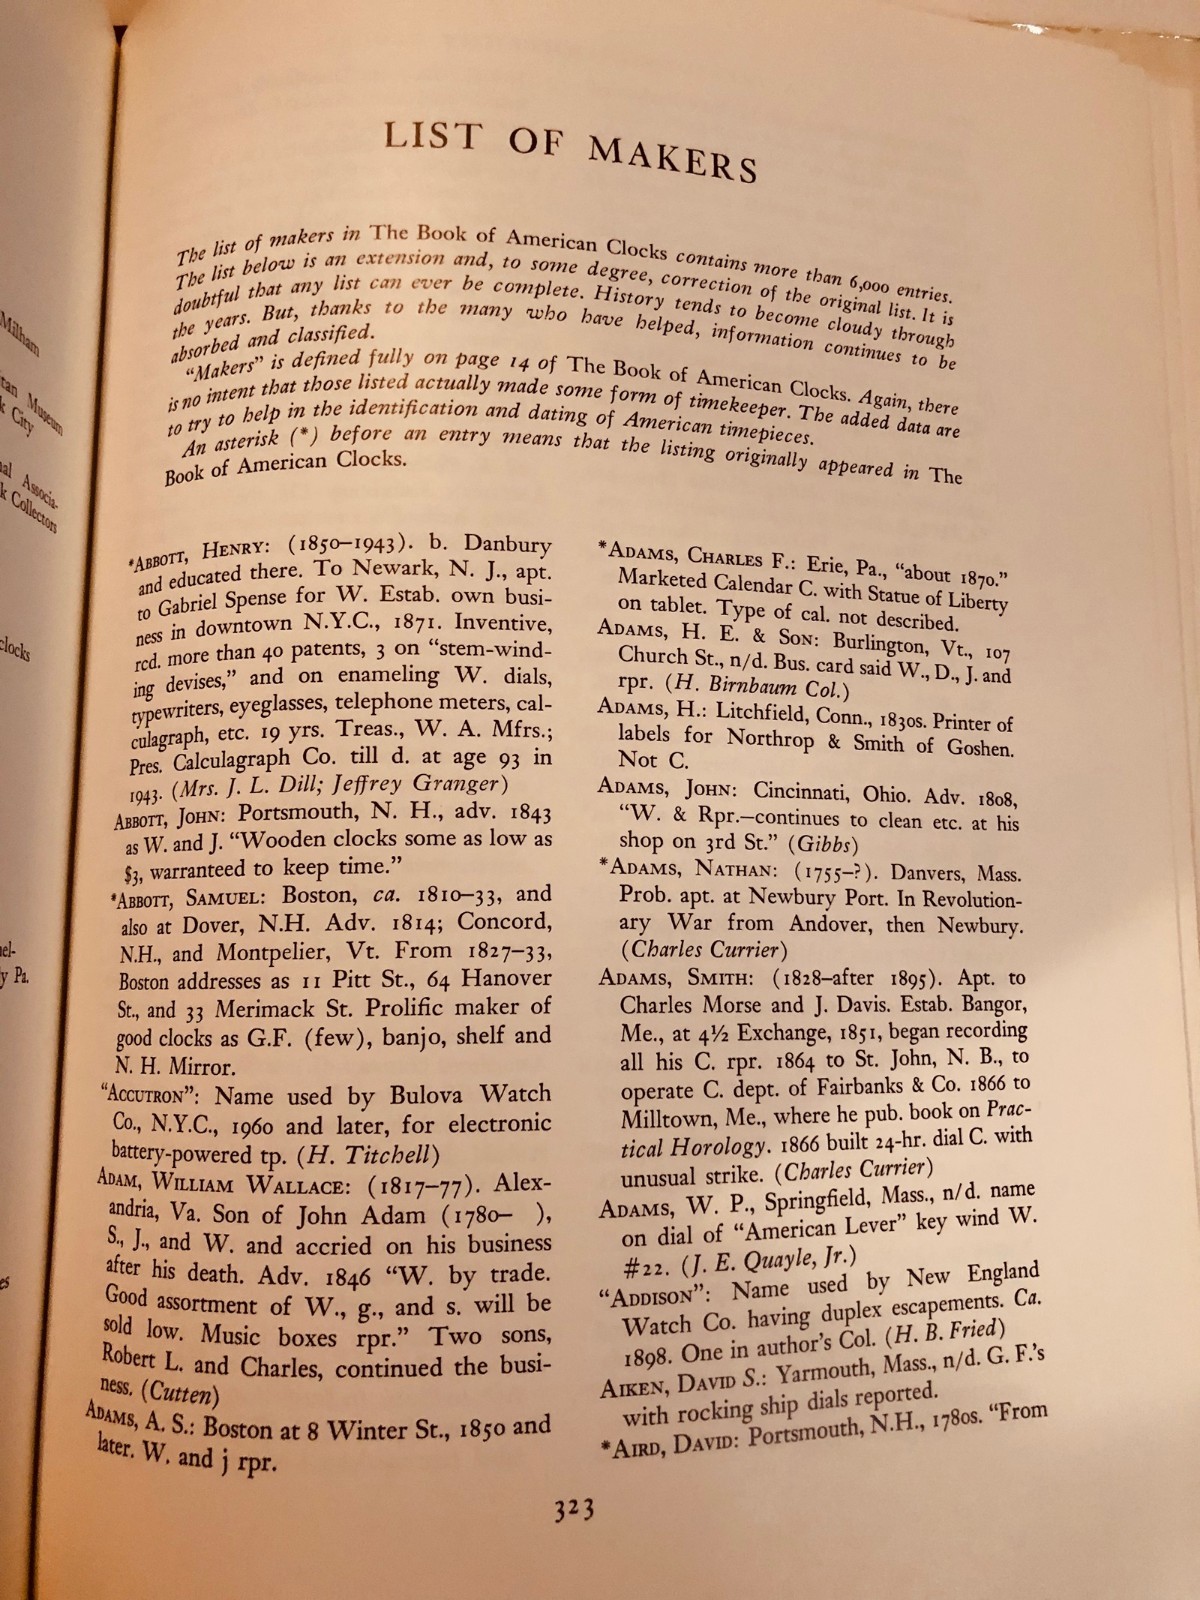 Milham
tan Museum
k City
nal Associa-
k Collectors
clocks
nel-
y Pa.
es
LIST OF MAKERS
The list of makers in The Book of American Clocks contains more than 6,000 entries.
The list below is an extension and, to some degree, correction of the original list. It is
doubtful that any list can ever be complete. History tends to become cloudy through
the years. But, thanks to the many who have helped, information continues to be
absorbed and classified.
"Makers" is defined fully on page 14 of The Book of American Clocks. Again, there
is no intent that those listed actually made some form of timekeeper. The added data are
to try to help in the identification and dating of American timepieces.
An asterisk (*) before an entry means that the listing originally appeared in The
Book of American Clocks.
*ABBOTT, HENRY: (1850–1943). b. Danbury
and educated there. To Newark, N. J., apt.
to Gabriel Spense for W. Estab. own busi-
ness in downtown N.Y.C., 1871. Inventive,
rcd. more than 40 patents, 3 on "stem-wind-
ing devises," and on enameling W. dials,
typewriters, eyeglasses, telephone meters, cal-
culagraph, etc. 19 yrs. Treas., W. A. Mfrs.;
Pres. Calculagraph Co. till d. at age 93 in
1943. (Mrs. J. L. Dill; Jeffrey Granger)
ABBOTT, JOHN: Portsmouth, N. H., adv. 1843
as W. and J. "Wooden clocks some as low as
$3, warranteed to keep time."
*ABBOTT, SAMUEL: Boston, ca. 1810–33, and
also at Dover, N.H. Adv. 1814; Concord,
N.H., and Montpelier, Vt. From 1827–33,
Boston addresses as 11 Pitt St., 64 Hanover
St., and 33 Merimack St. Prolific maker of
good clocks as G.F. (few), banjo, shelf and
N. H. Mirror.
"ACCUTRON": Name used by Bulova Watch
Co., N.Y.C., 1960 and later, for electronic
battery-powered tp. (H. Titchell)
ADAM, WILLIAM WALLACE: (1817–77). Alex-
andria, Va. Son of John Adam (1780– ),
S., J., and W. and accried on his business
after his death. Adv. 1846 "W. by trade.
Good assortment of W., g., and s. will be
sold low. Music boxes rpr." Two sons,
Robert L. and Charles, continued the busi-
ness. (Cutten)
ADAMS, A. S.: Boston at 8 Winter St., 1850 and
later. W. and j rpr.
*ADAMS, CHARLES F.: Erie, Pa., "about 1870."
Marketed Calendar C. with Statue of Liberty
on tablet. Type of cal. not described.
ADAMS, H. E. & SON: Burlington, Vt., 107
Church St., n/d. Bus. card said W., D., J. and
rpr. (H. Birnbaum Col.)
ADAMS, H.: Litchfield, Conn., 1830s. Printer of
labels for Northrop & Smith of Goshen.
Not C.
ADAMS, JOHN: Cincinnati, Ohio. Adv. 1808,
"W. & Rpr.—continues to clean etc. at his
shop on 3rd St." (Gibbs)
*ADAMS, NATHAN: (1755–?). Danvers, Mass.
Prob. apt. at Newbury Port. In Revolution-
ary War from Andover, then Newbury.
(Charles Currier)
ADAMS, SMITH: (1828–after 1895). Apt. to
Charles Morse and J. Davis. Estab. Bangor,
Me., at 4½ Exchange, 1851, began recording
all his C. rpr. 1864 to St. John, N. B., to
operate C. dept. of Fairbanks & Co. 1866 to
Milltown, Me., where he pub. book on Prac-
tical Horology. 1866 built 24-hr. dial C. with
unusual strike. (Charles Currier)
ADAMS, W. P., Springfield, Mass., n/d. name
on dial of "American Lever" key wind W.
#22. (J. E. Quayle, Jr.)
"ADDISON": Name used by New England
Watch Co. having duplex escapements. Ca.
1898. One in author's Col. (H. B. Fried)
AIKEN, DAVID S.: Yarmouth, Mass., n/d. G. F.'s
with rocking ship dials reported.
*AIRD, DAVID: Portsmouth, N.H., 1780s. "From
323